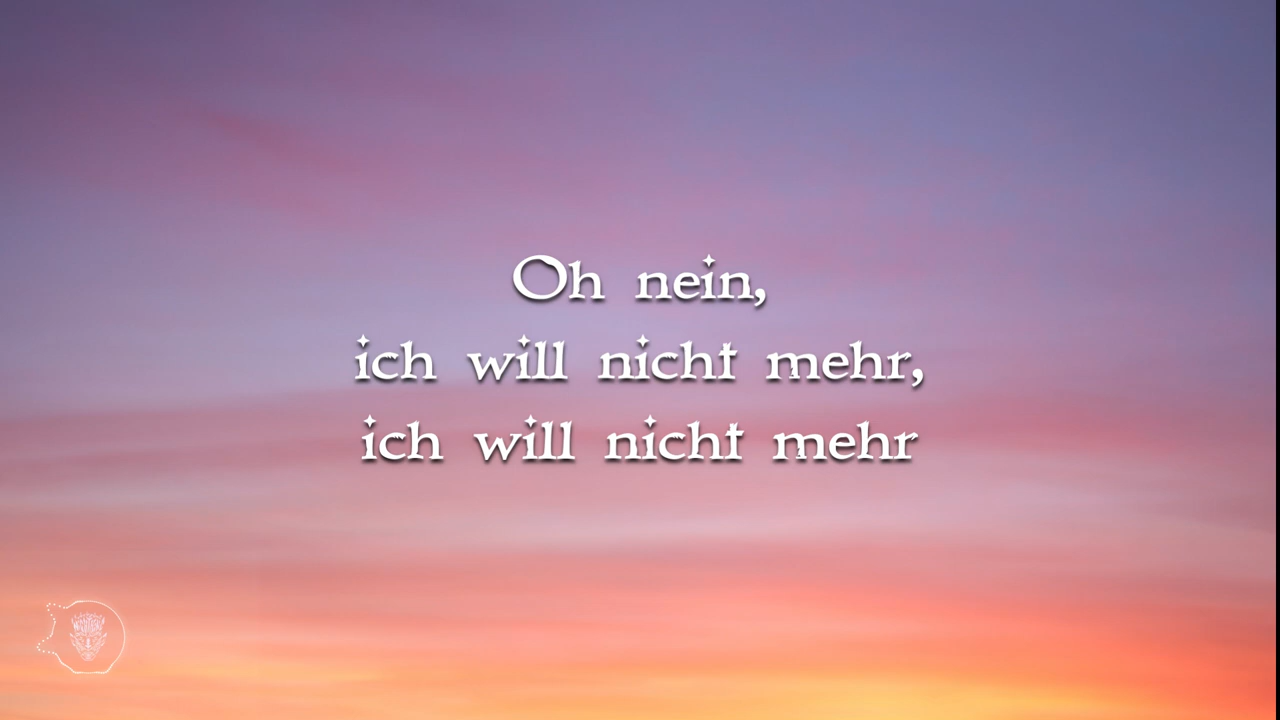 Oh nein,
ich will nicht mehr,
ich will nicht mehr